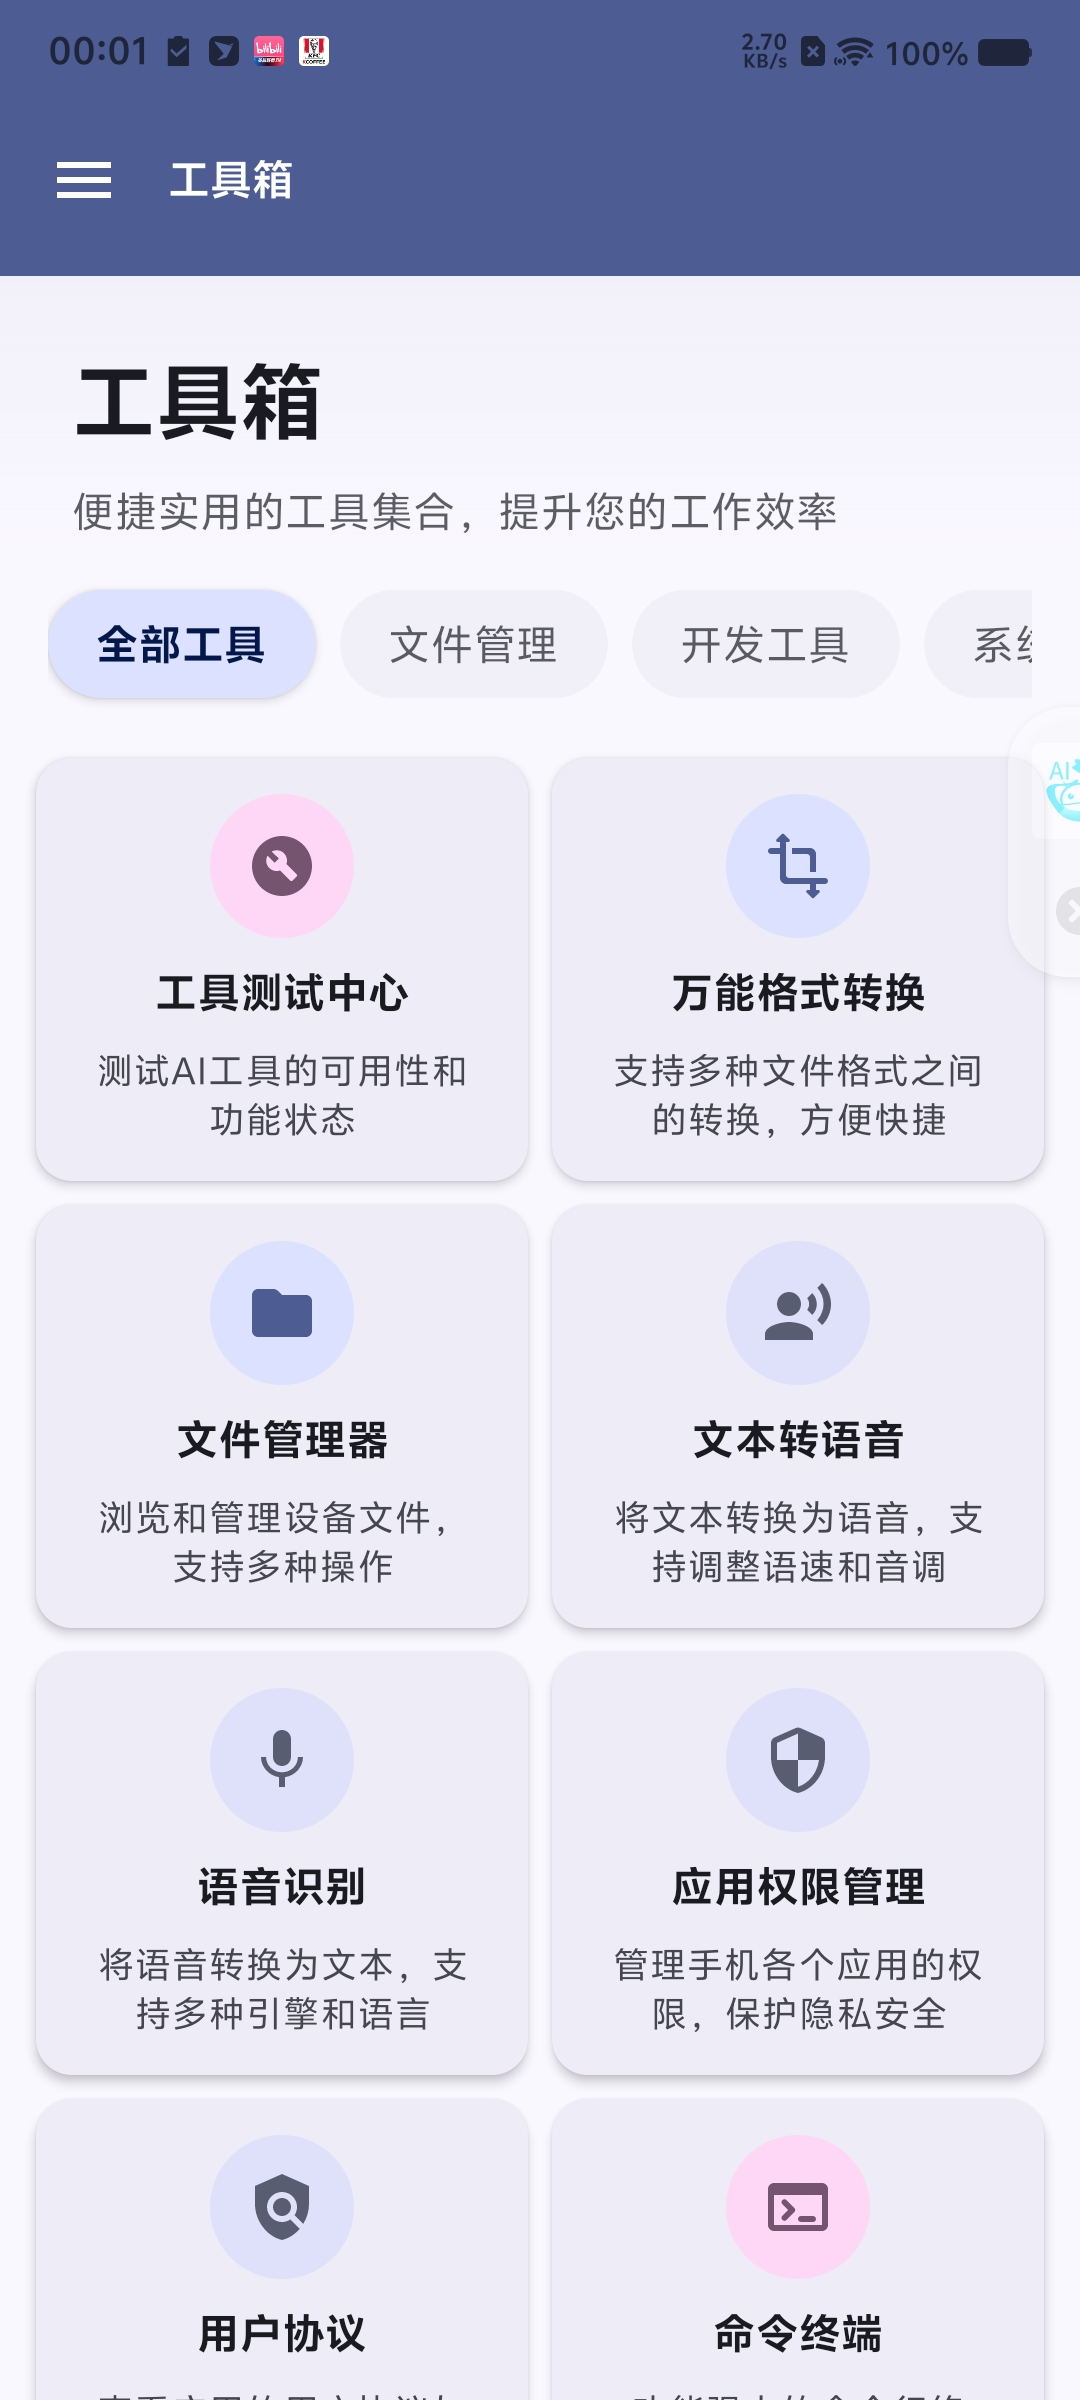 00:01
2.70
KB/s
100%
工具箱
工具箱
便捷实用的工具集合，提升您的工作效率
全部工具
文件管理
开发工具
系
AI
工具测试中心
测试AI工具的可用性和
功能状态
万能格式转换
支持多种文件格式之间
的转换，方便快捷
文件管理器
浏览和管理设备文件，
支持多种操作
文本转语音
将文本转换为语音，支
持调整语速和音调
语音识别
将语音转换为文本，支
持多种引擎和语言
应用权限管理
管理手机各个应用的权
限，保护隐私安全
用户协议
命令终端